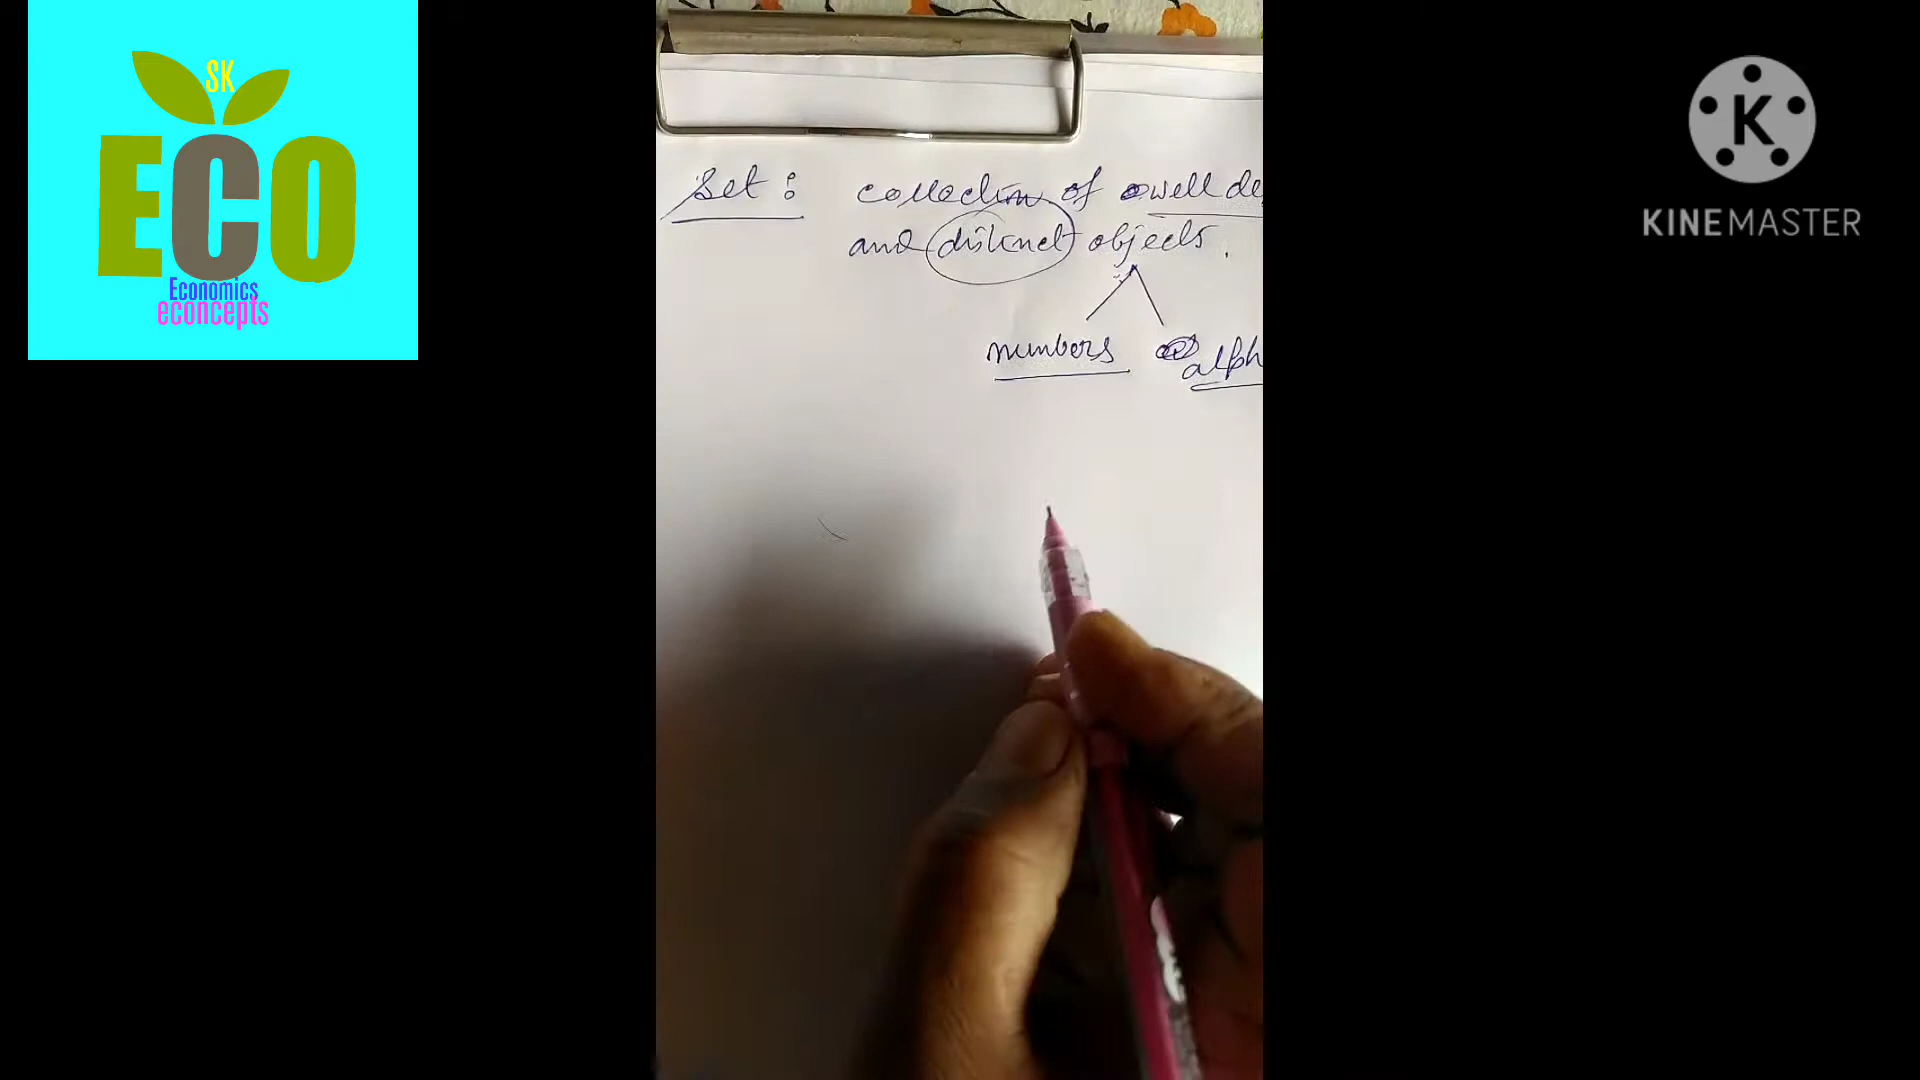 SK
ECO
Economics
econcepts
K
KINEMASTER
Set : collection of well de
and distinct objects.
numbers alph